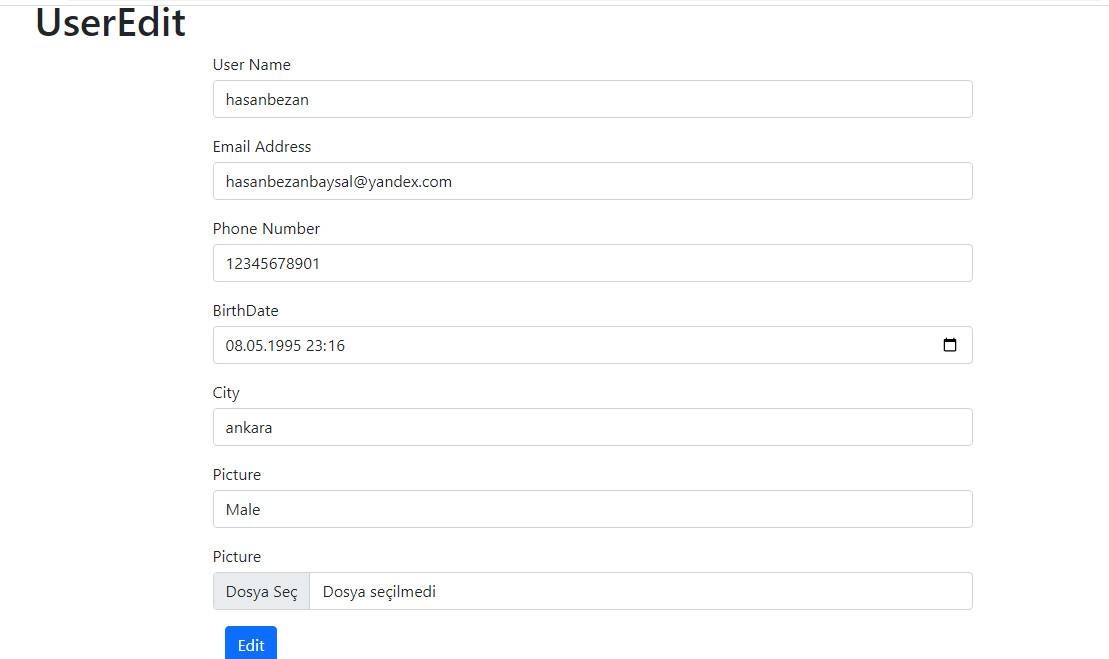 UserEdit
User Name
hasanbezan
Email Address
hasanbezanbaysal@yandex.com
Phone Number
12345678901
BirthDate
08.05.1995 23:16
City
ankara
Picture
Male
Picture
Dosya Seç Dosya seçilmedi
Edit